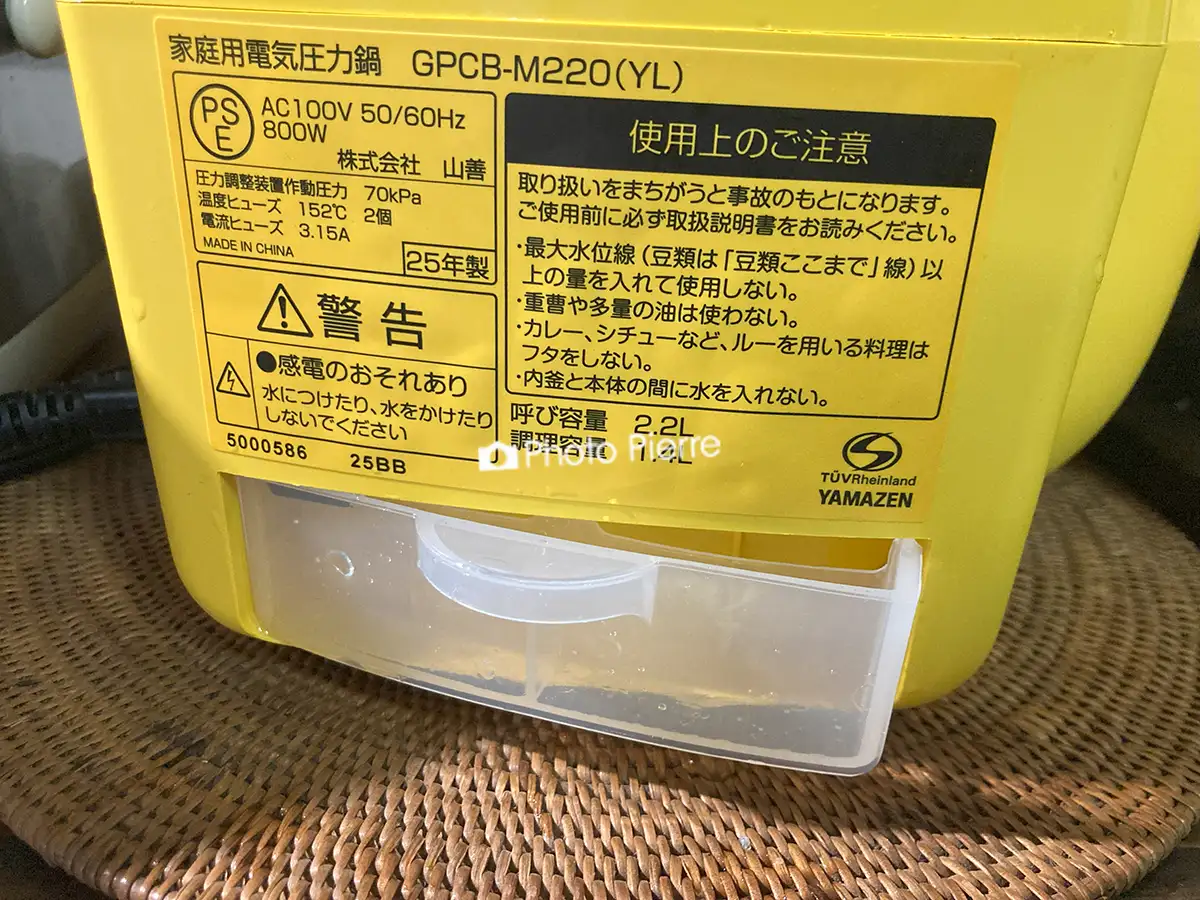 家庭用電気圧力鍋 GPCB-M220(YL)
PS
E
AC100V 50/60Hz
800W
株式会社 山善
圧力調整装置作動圧力 70kPa
温度ヒューズ 152℃ 2個
電流ヒューズ 3.15A
MADE IN CHINA
25年製
警告
●感電のおそれあり
水につけたり、水をかけたり
しないでください
5000586 25BB
使用上のご注意
取り扱いをまちがうと事故のもとになります。
ご使用前に必ず取扱説明書をお読みください。
・最大水位線(豆類は「豆類ここまで」線)以
上の量を入れて使用しない。
・重曹や多量の油は使わない。
・カレー、シチューなど、ルーを用いる料理は
フタをしない。
・内釜と本体の間に水を入れない。
呼び容量 2.2L
調理容量 1.4L
Photo Pierre
TÜVRheinland
YAMAZEN